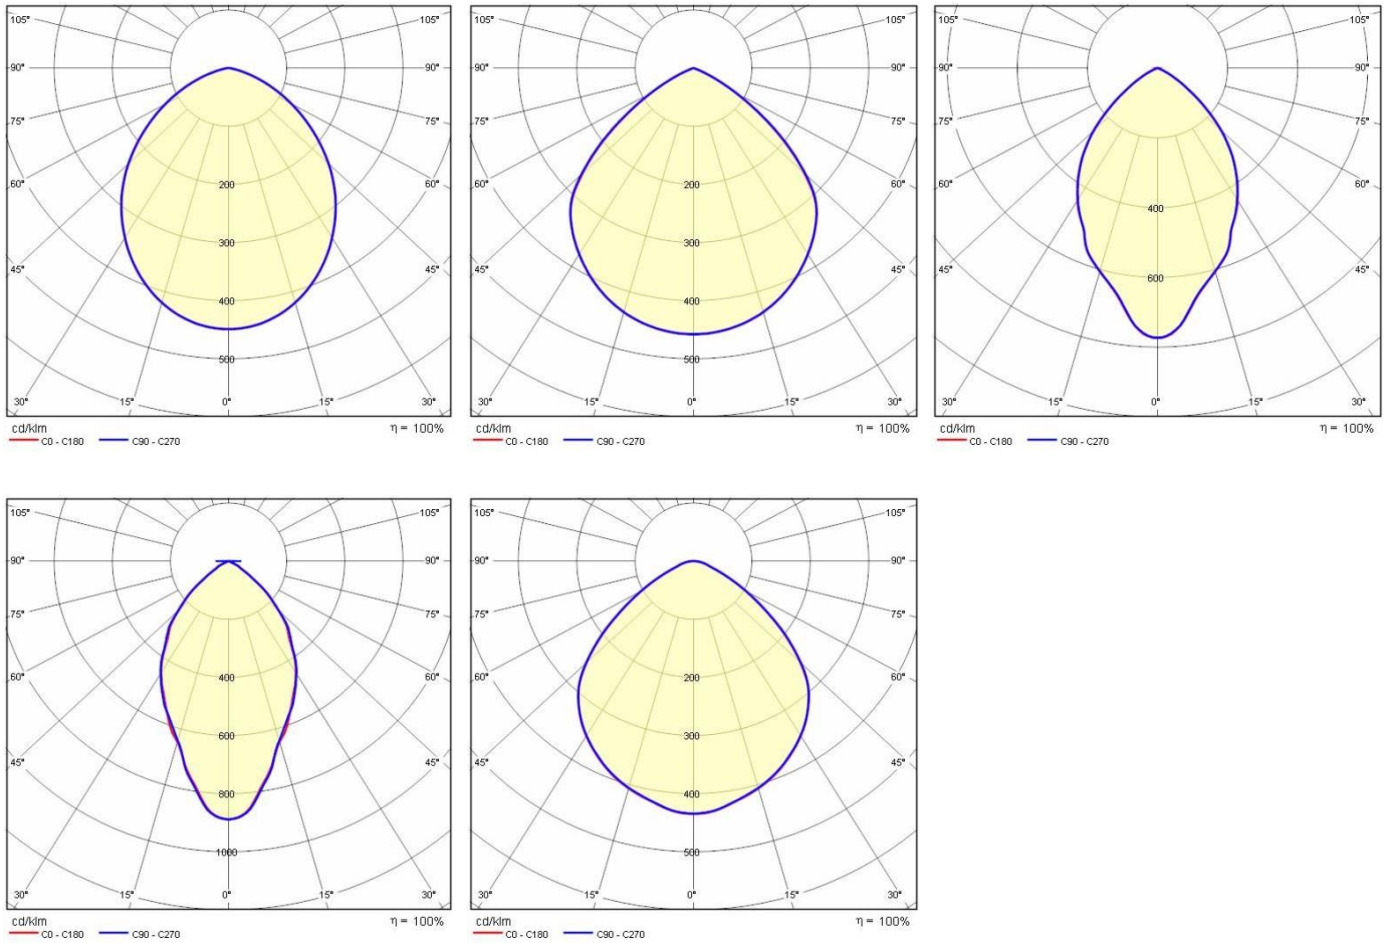 105° 105° 105° 105° 105° 105°
90° 90° 90° 90° 90° 90°
75° 75° 75° 75° 75° 75°
60° 200 60° 60° 200 60° 60° 400 60°
300 300
45° 45° 45° 45° 45° 600 45°
400 400
500 500
30° 15° 0° 15° 30° 30° 15° 0° 15° 30° 30° 15° 0° 15° 30°
cd/klm η = 100% cd/klm η = 100% cd/klm η = 100%
C0 - C180 C90 - C270 C0 - C180 C90 - C270 C0 - C180 C90 - C270
105° 105° 105° 105°
90° 90° 90° 90°
75° 75° 75° 75°
60° 400 60° 60° 200 60°
600 300
45° 45° 45° 45°
800 400
1000 500
30° 15° 0° 15° 30° 30° 15° 0° 15° 30°
cd/klm η = 100% cd/klm η = 100%
C0 - C180 C90 - C270 C0 - C180 C90 - C270